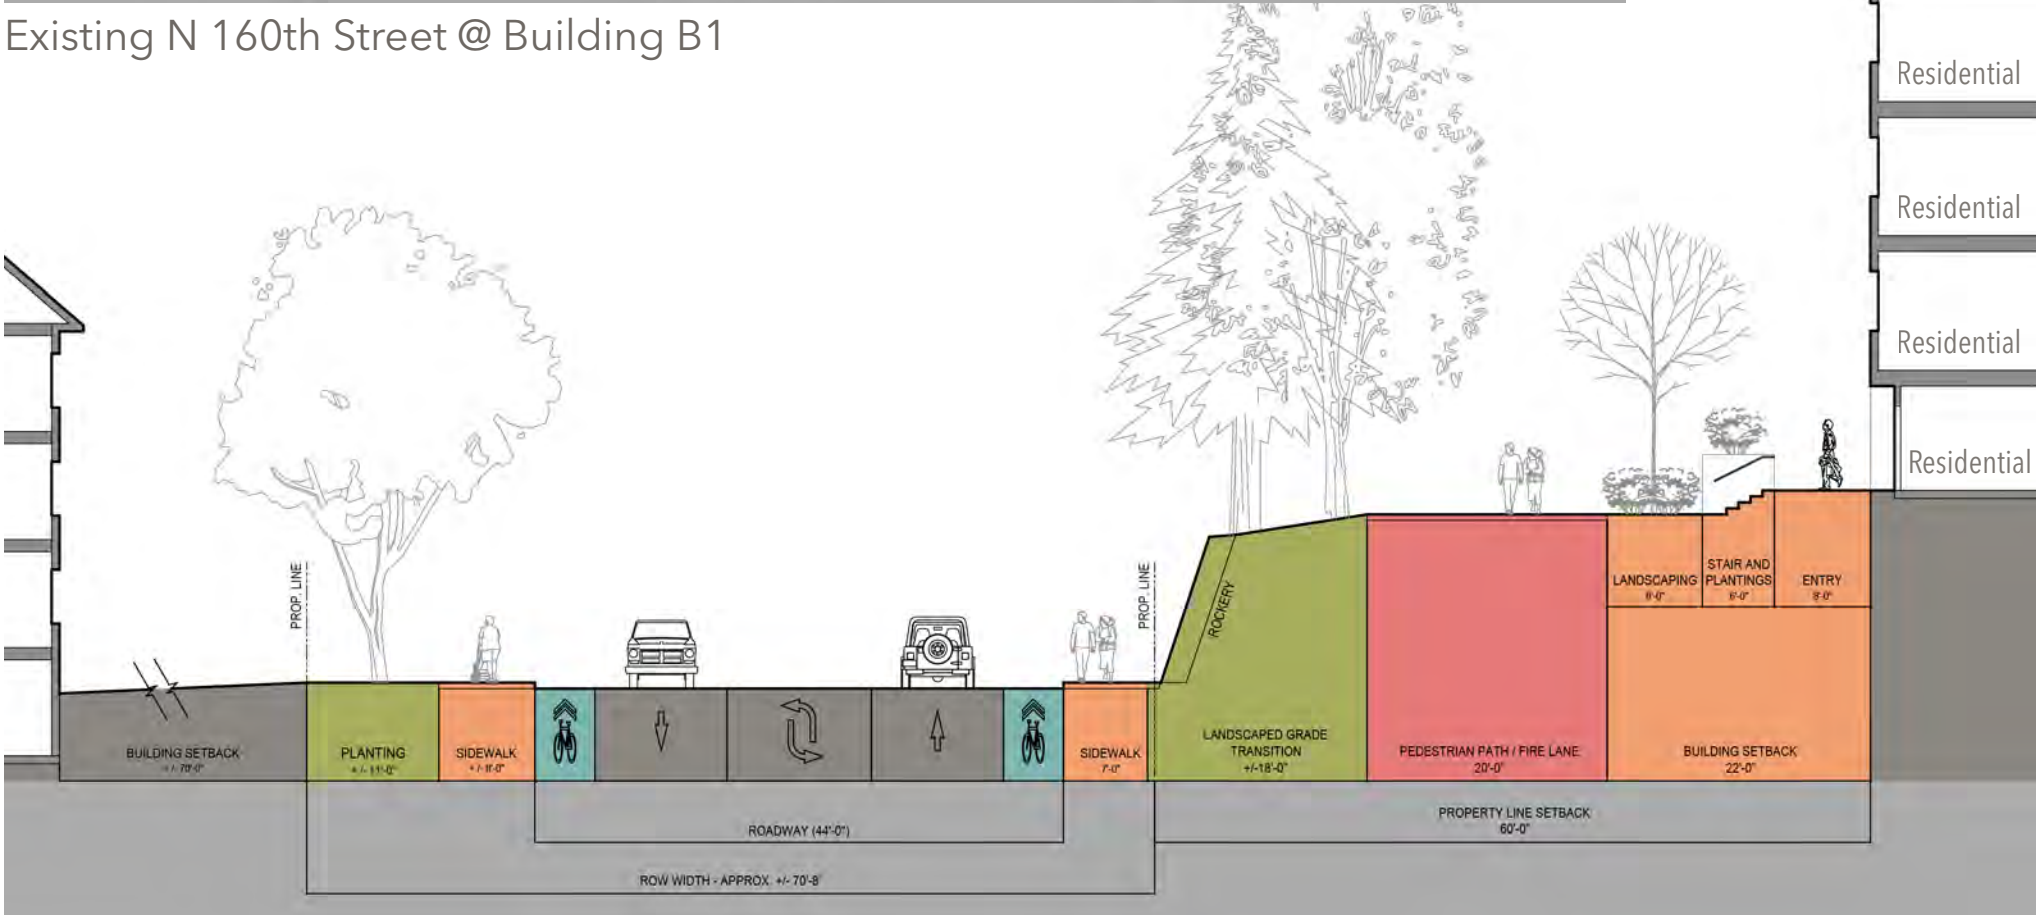 Existing N 160th Street @ Building B1
Residential
Residential
Residential
Residential
PROP. LINE
PROP. LINE
ROCKERY
LANDSCAPING
STAIR AND
PLANTINGS
6'-0"
ENTRY
8'-0"
BUILDING SETBACK
+/- 70'-0"
PLANTING
+/- 11'-0"
SIDEWALK
SIDEWALK
7'-0"
LANDSCAPED GRADE
TRANSITION
+/-18'-0"
PEDESTRIAN PATH / FIRE LANE
20'-0"
BUILDING SETBACK
22'-0"
ROADWAY (44'-0")
PROPERTY LINE SETBACK
60'-0"
ROW WIDTH - APPROX. +/- 70'-8"